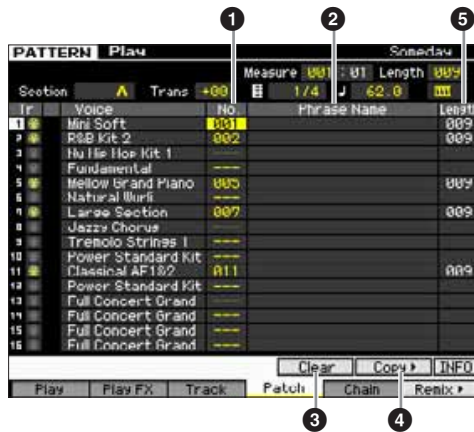 1 2 5
PATTERN Play Someday
Measure 001 : 01 Length 009
Section A Trans +00 1/4 62.0
Tr Voice No. Phrase Name Length
1 Mini Soft 001 009
2 R&B Kit 2 002 009
3 Nu Hip Hop Kit 1 ---
4 Fundamental ---
5 Mellow Grand Piano 005 009
6 Natural Wurli ---
7 Large Section 007 009
8 Jazzy Chorus ---
9 Tremolo Strings 1 ---
10 Power Standard Kit ---
11 Classical AF1&2 011 009
12 Power Standard Kit ---
13 Full Concert Grand ---
14 Full Concert Grand ---
15 Full Concert Grand ---
16 Full Concert Grand ---
Clear Copy INFO
Play Play FX Track Patch Chain Remix
3 4